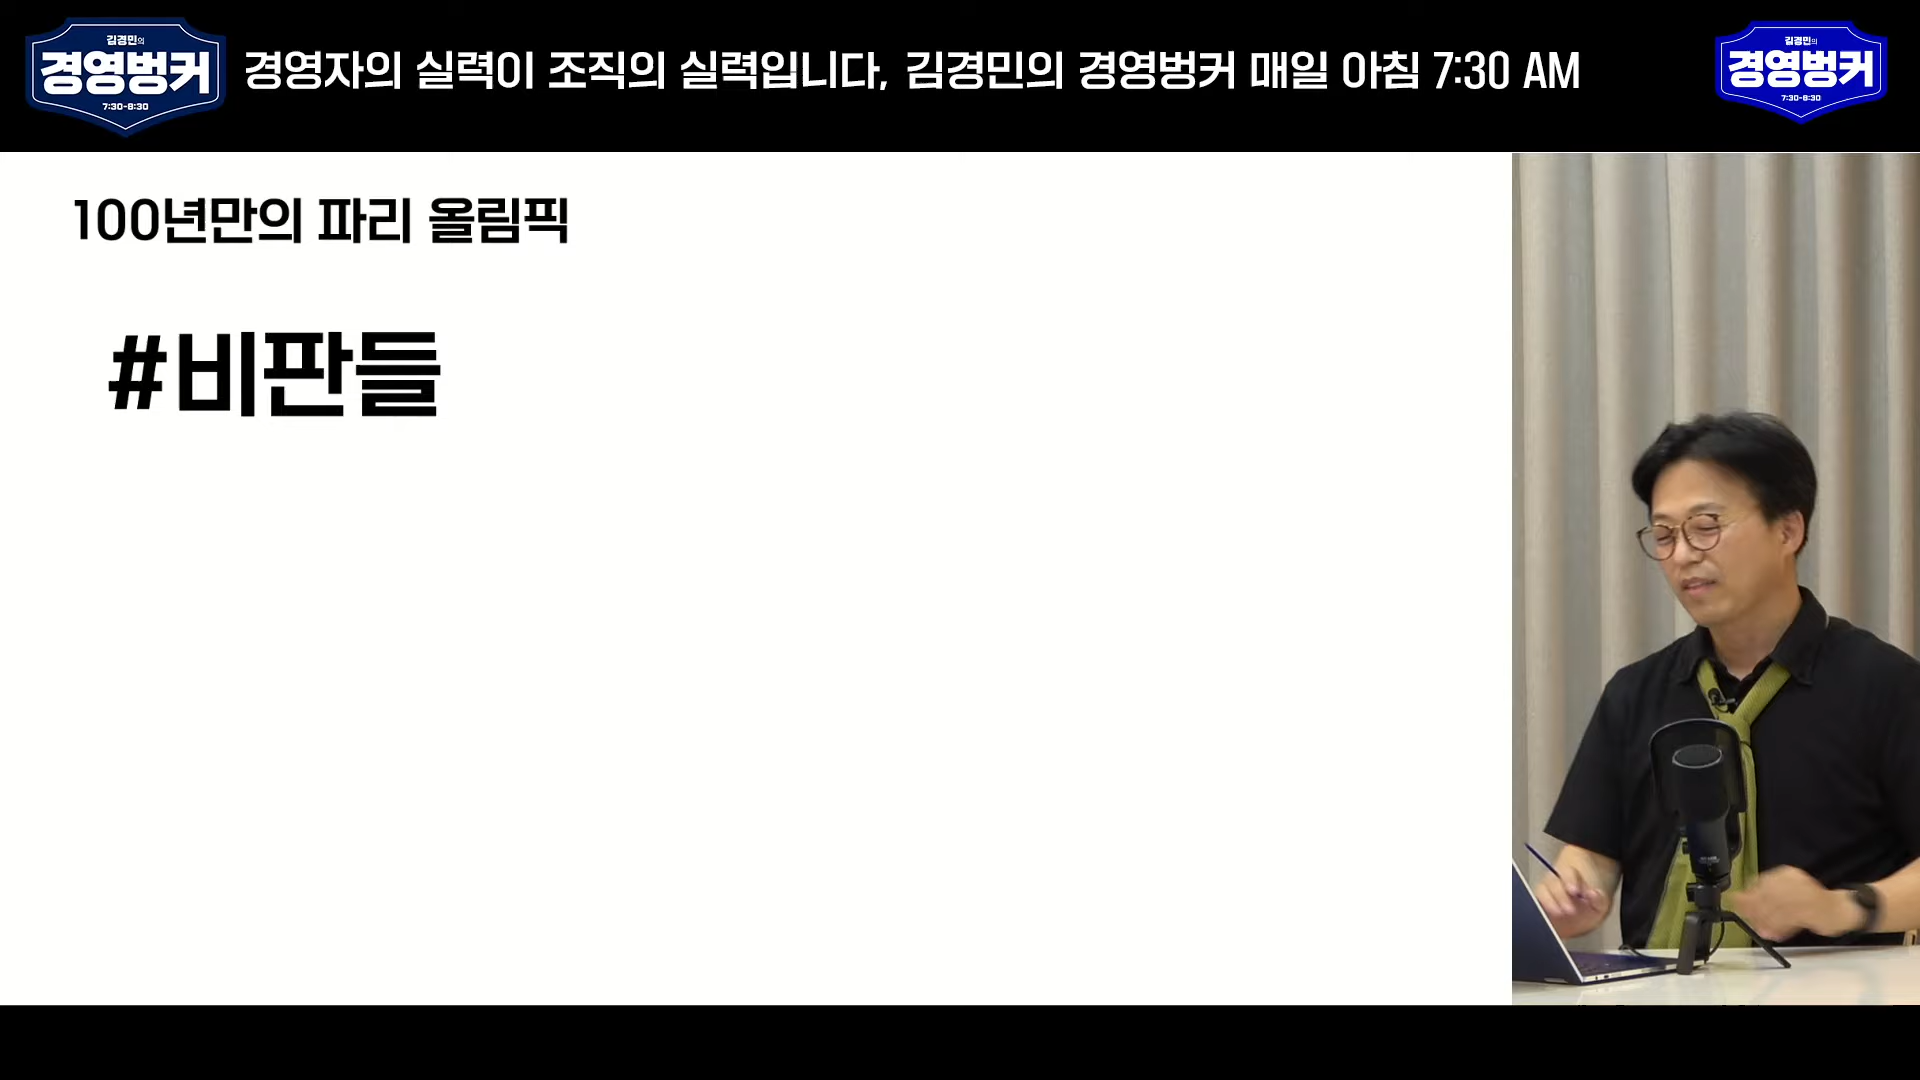 김경민의
경영벙커
7:30-8:30
경영자의 실력이 조직의 실력입니다, 김경민의 경영벙커 매일 아침 7:30 AM
김경민의
경영벙커
7:30-8:30
100년만의 파리 올림픽
#비판들